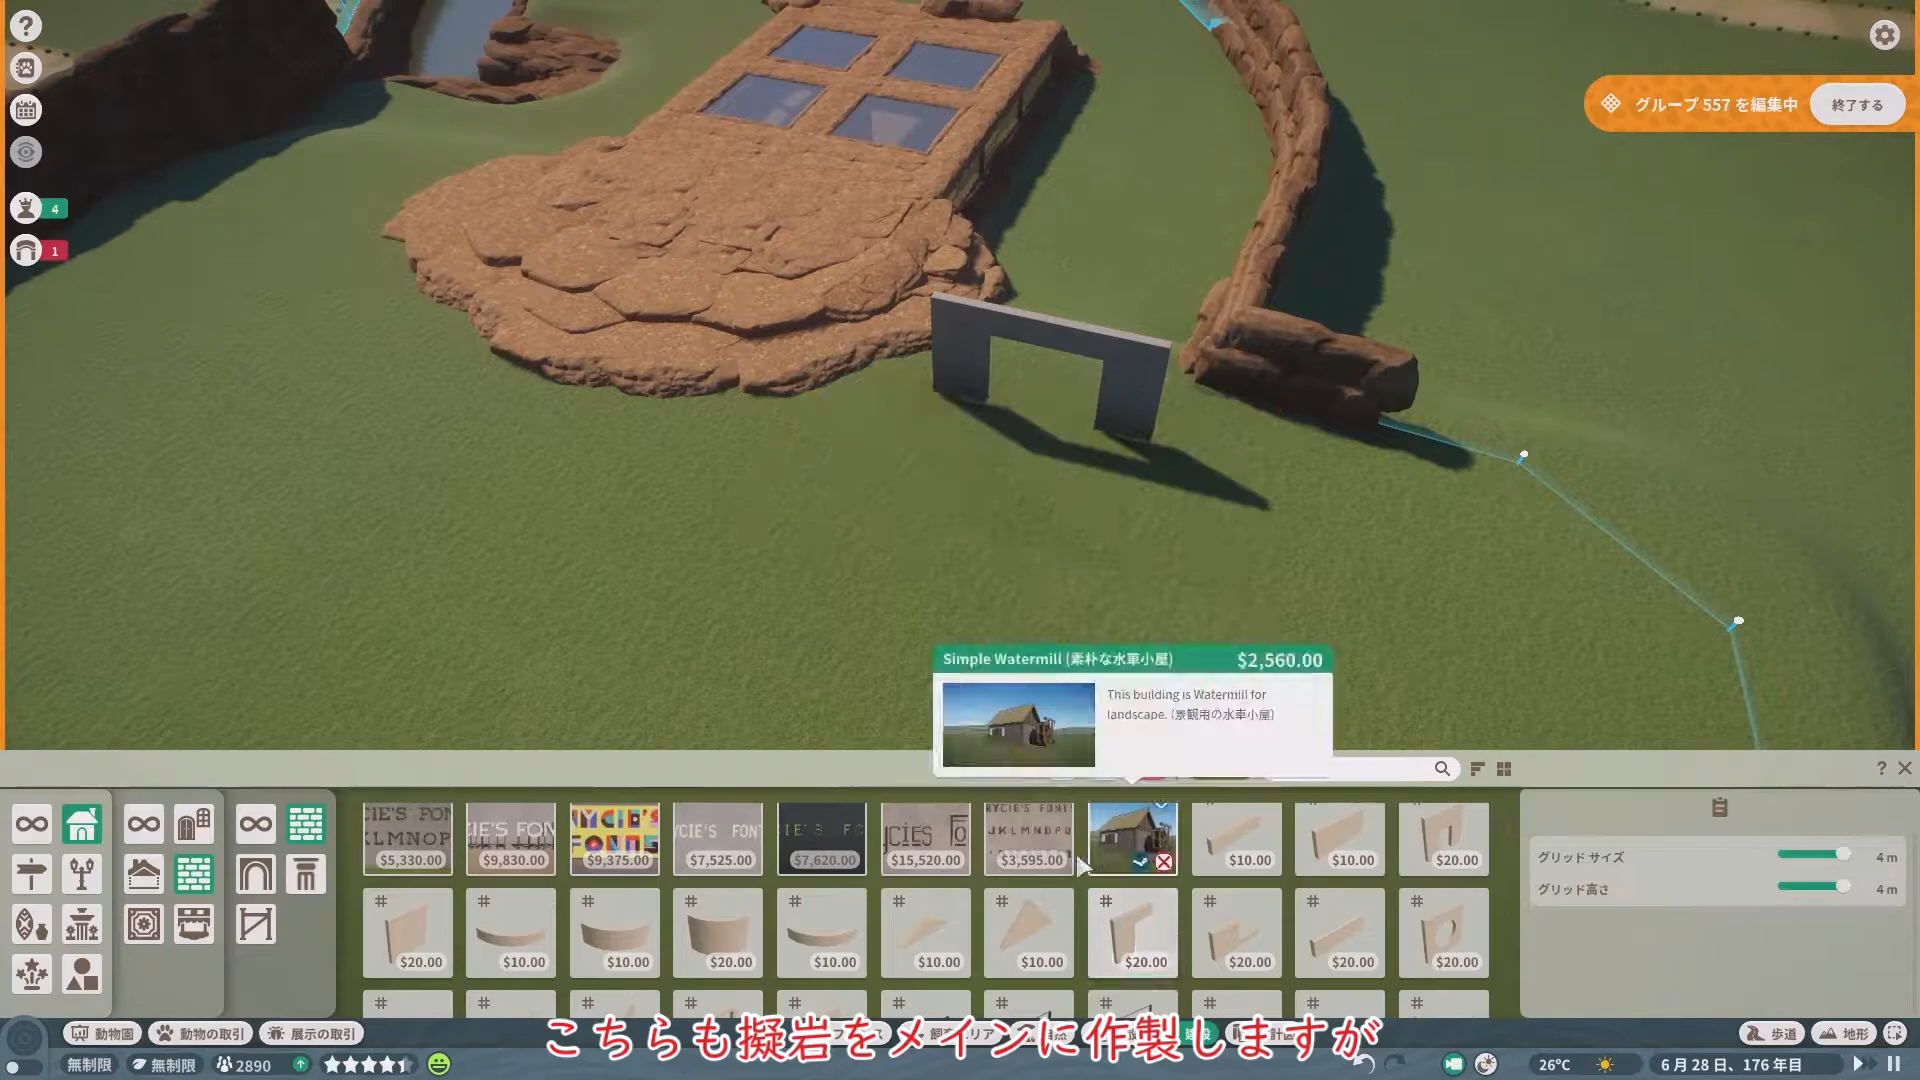 ?
4
1
グループ 557 を編集中
終了する
Simple Watermill (素朴な水車小屋)
$2,560.00
This building is Watermill for
landscape. (景観用の水車小屋)
?
$5,330.00
$9,830.00
$9,375.00
$7,525.00
$7,620.00
$15,520.00
$3,595.00
$10.00
$10.00
$20.00
$20.00
$10.00
$10.00
$20.00
$10.00
$10.00
$10.00
$20.00
$20.00
$20.00
$20.00
グリッド サイズ
4 m
グリッド高さ
4 m
動物園
動物の取引
展示の取引
こちらも擬岩をメインに作製しますが
歩道
地形
無制限
無制限
2890
26°C
6 月 28 日、176 年目